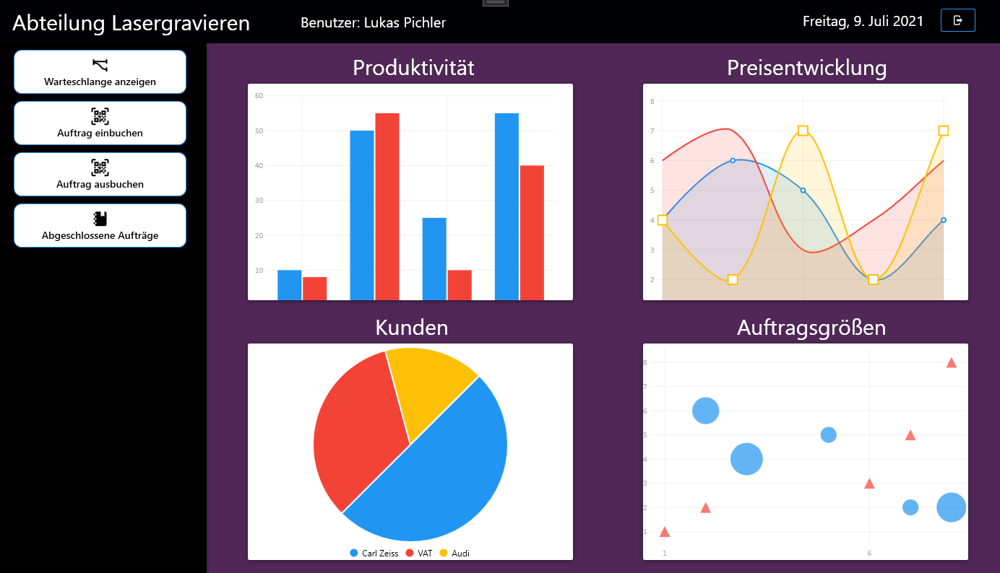 Abteilung Lasergravieren
Benutzer: Lukas Pichler
Freitag, 9. Juli 2021
Warteschlange anzeigen
Auftrag einbuchen
Auftrag ausbuchen
Abgeschlossene Aufträge
Produktivität
60
50
40
30
20
10
Preisentwicklung
8
7
6
5
4
3
2
Kunden
Carl Zeiss VAT Audi
Auftragsgrößen
8
7
6
5
4
3
2
1
1 6